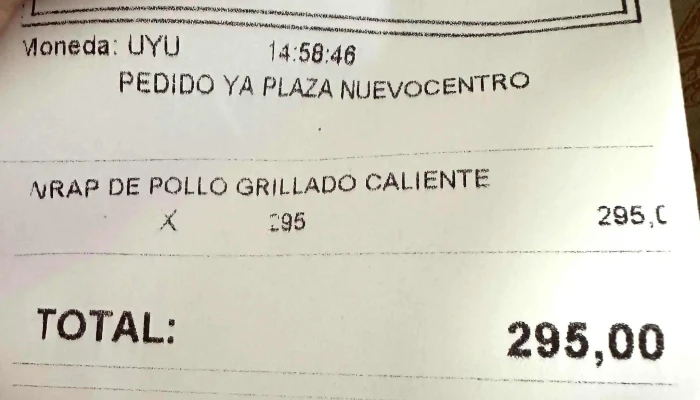 Moneda: UYU 14:58:46
PEDIDO YA PLAZA NUEVOCENTRO
WRAP DE POLLO GRILLADO CALIENTE
X 295 295,0
TOTAL: 295,00